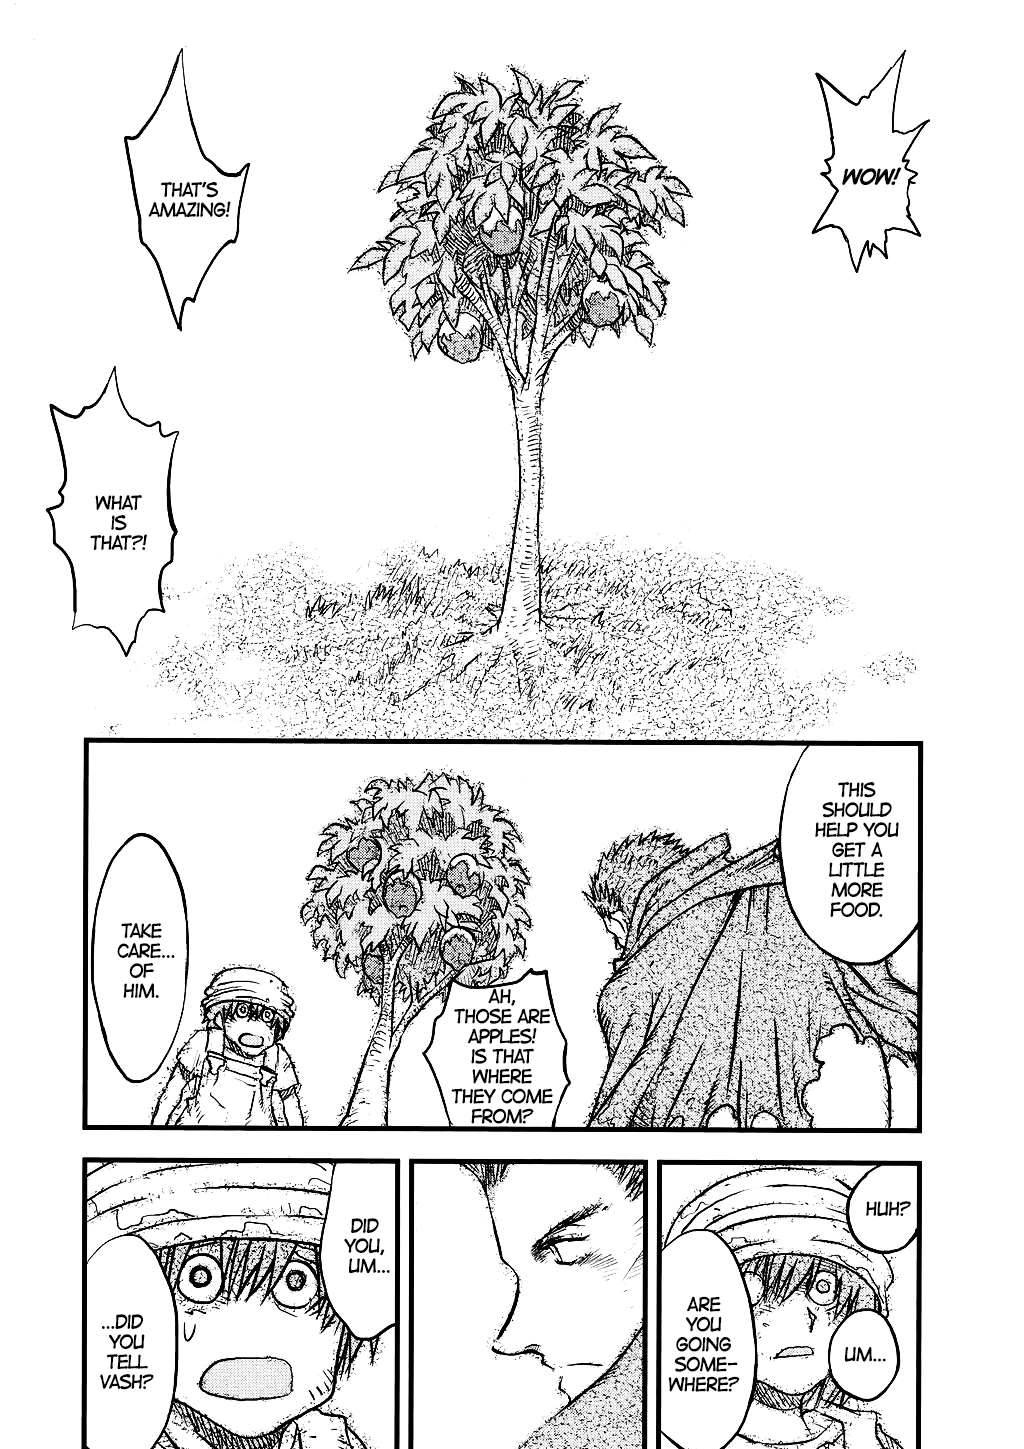 WOW!
THAT'S
AMAZING!
WHAT
IS
THAT?!
THIS
SHOULD
HELP YOU
GET A
LITTLE
MORE
FOOD.
AH,
THOSE ARE
APPLES!
IS THAT
WHERE
THEY COME
FROM?
TAKE
CARE...
OF
HIM.
HUH?
UM...
ARE
YOU
GOING
SOME-
WHERE?
DID
YOU,
UM...
...DID
YOU
TELL
VASH?